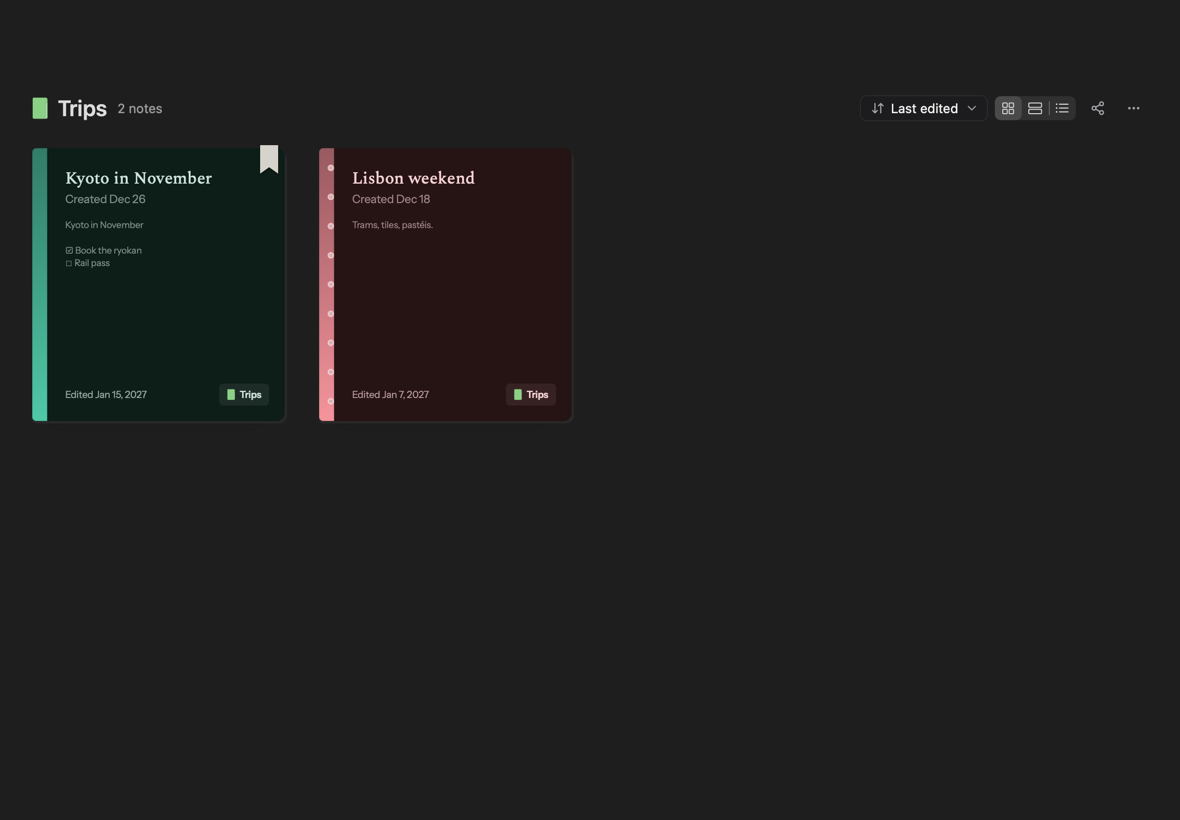 Trips 2 notes
Last edited
Kyoto in November
Created Dec 26
Kyoto in November
☑ Book the ryokan
☐ Rail pass
Edited Jan 15, 2027
Trips
Lisbon weekend
Created Dec 18
Trams, tiles, pastéis.
Edited Jan 7, 2027
Trips